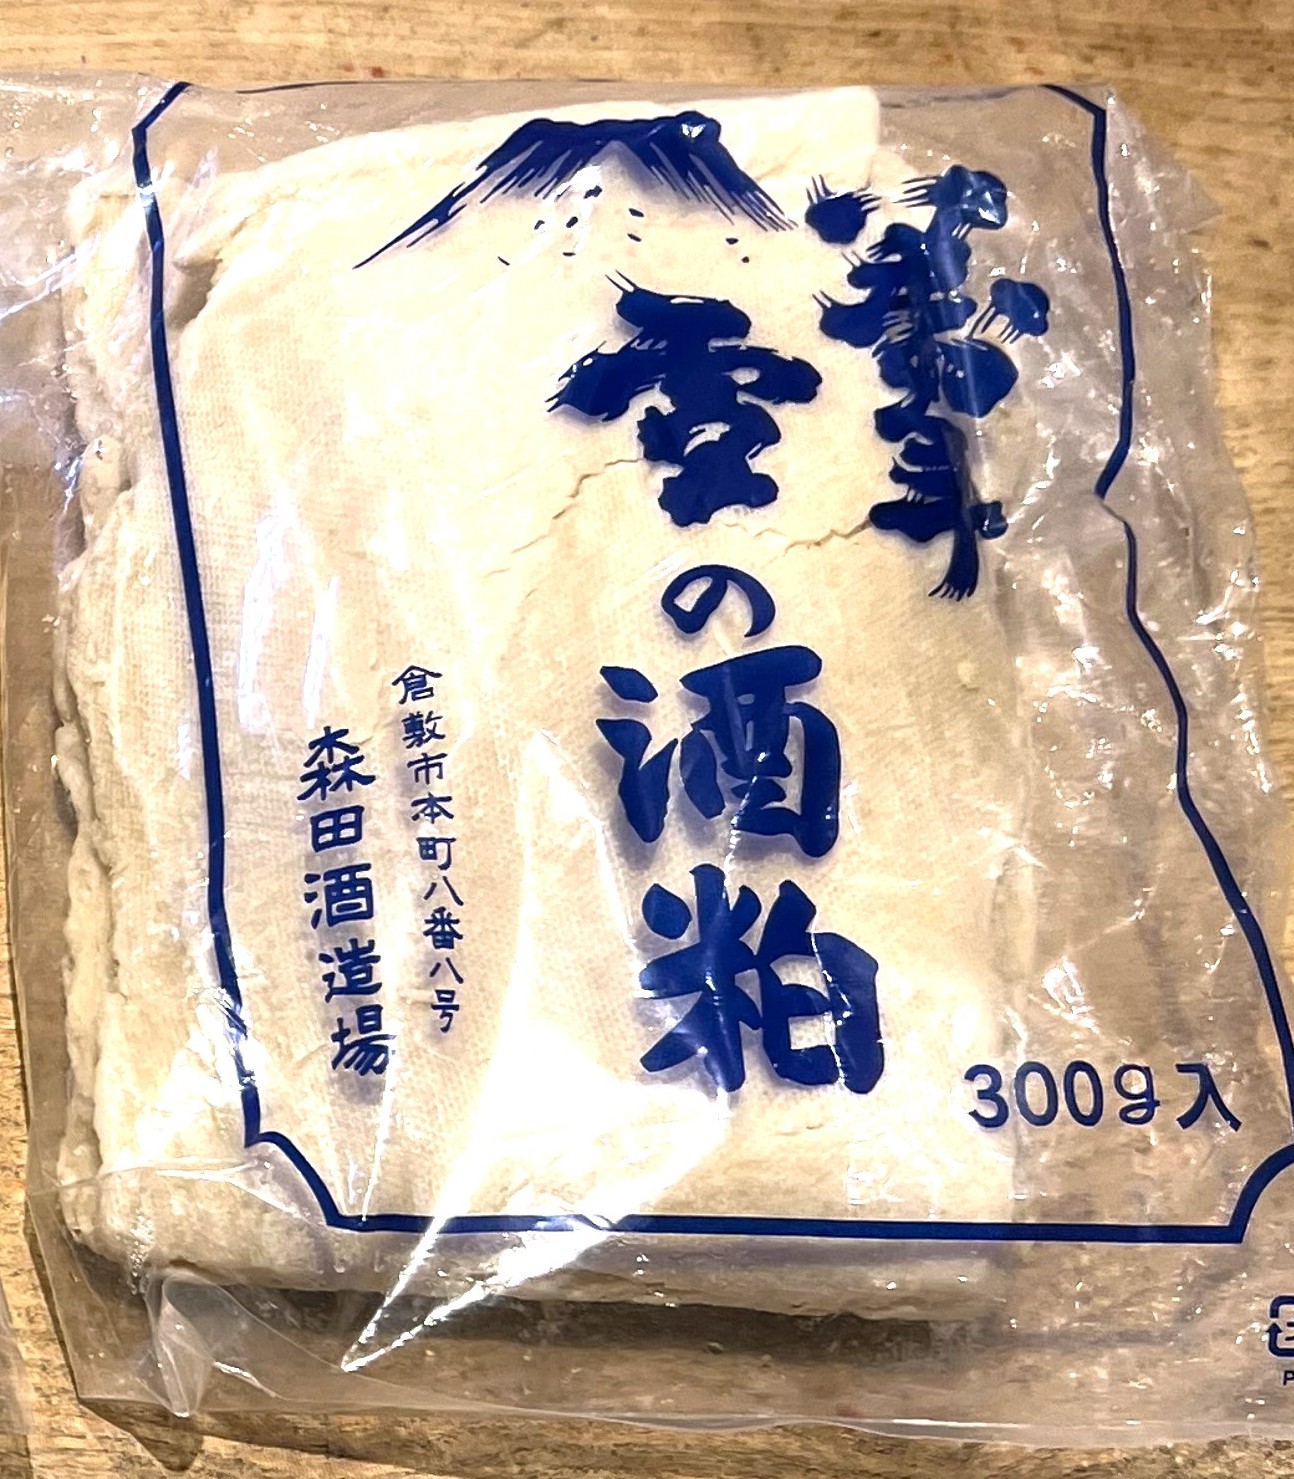 萬年
雪の酒粕
倉敷市本町八番八号
森田酒造場
300g入